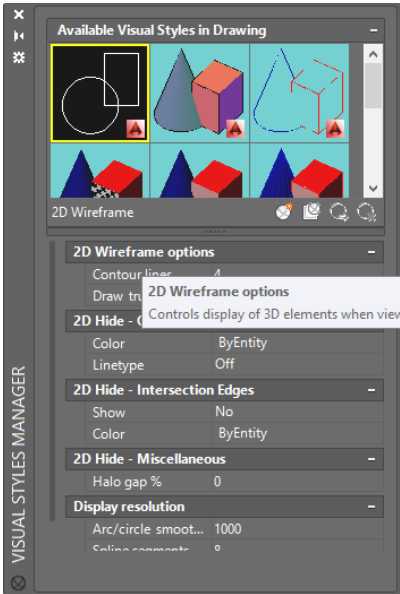 Available Visual Styles in Drawing
2D Wireframe
2D Wireframe options
Contour lines 4
Draw tru
2D Wireframe options
Controls display of 3D elements when view
2D Hide -
Color ByEntity
Linetype Off
2D Hide - Intersection Edges
Show No
Color ByEntity
2D Hide - Miscellaneous
Halo gap % 0
Display resolution
Arc/circle smoot... 1000
Spline segments 8
VISUAL STYLES MANAGER